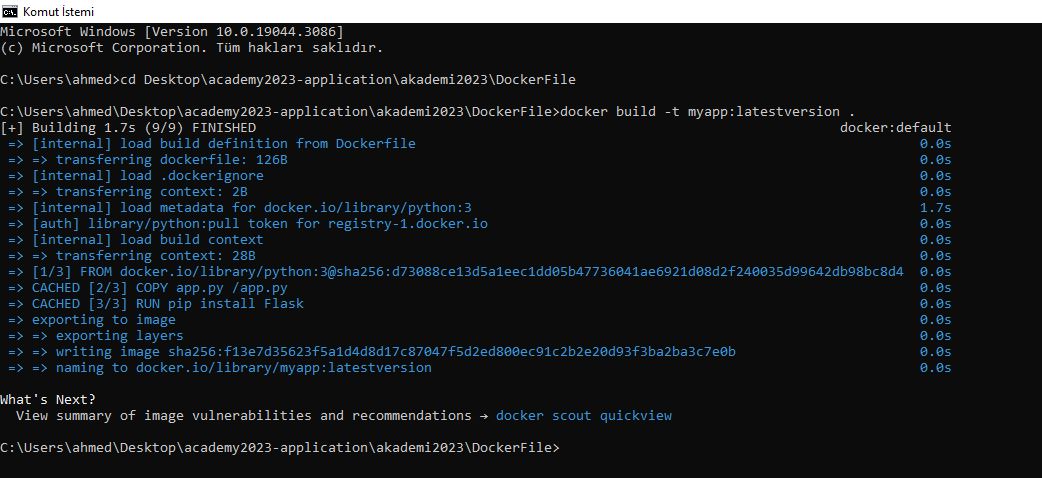 Komut İstemi
Microsoft Windows [Version 10.0.19044.3086]
(c) Microsoft Corporation. Tüm hakları saklıdır.
C:\Users\ahmed>cd Desktop\academy2023-application\akademi2023\DockerFile
C:\Users\ahmed\Desktop\academy2023-application\akademi2023\DockerFile>docker build -t myapp:latestversion .
[+] Building 1.7s (9/9) FINISHED docker:default
=> [internal] load build definition from Dockerfile 0.0s
=> => transferring dockerfile: 126B 0.0s
=> [internal] load .dockerignore 0.0s
=> => transferring context: 2B 0.0s
=> [internal] load metadata for docker.io/library/python:3 1.7s
=> [auth] library/python:pull token for registry-1.docker.io 0.0s
=> [internal] load build context 0.0s
=> => transferring context: 28B 0.0s
=> [1/3] FROM docker.io/library/python:3@sha256:d73088ce13d5a1eec1dd05b47736041ae6921d08d2f240035d99642db98bc8d4 0.0s
=> CACHED [2/3] COPY app.py /app.py 0.0s
=> CACHED [3/3] RUN pip install Flask 0.0s
=> exporting to image 0.0s
=> => exporting layers 0.0s
=> => writing image sha256:f13e7d35623f5a1d4d8d17c87047f5d2ed800ec91c2b2e20d93f3ba2ba3c7e0b 0.0s
=> => naming to docker.io/library/myapp:latestversion 0.0s
What's Next?
View summary of image vulnerabilities and recommendations → docker scout quickview
C:\Users\ahmed\Desktop\academy2023-application\akademi2023\DockerFile>